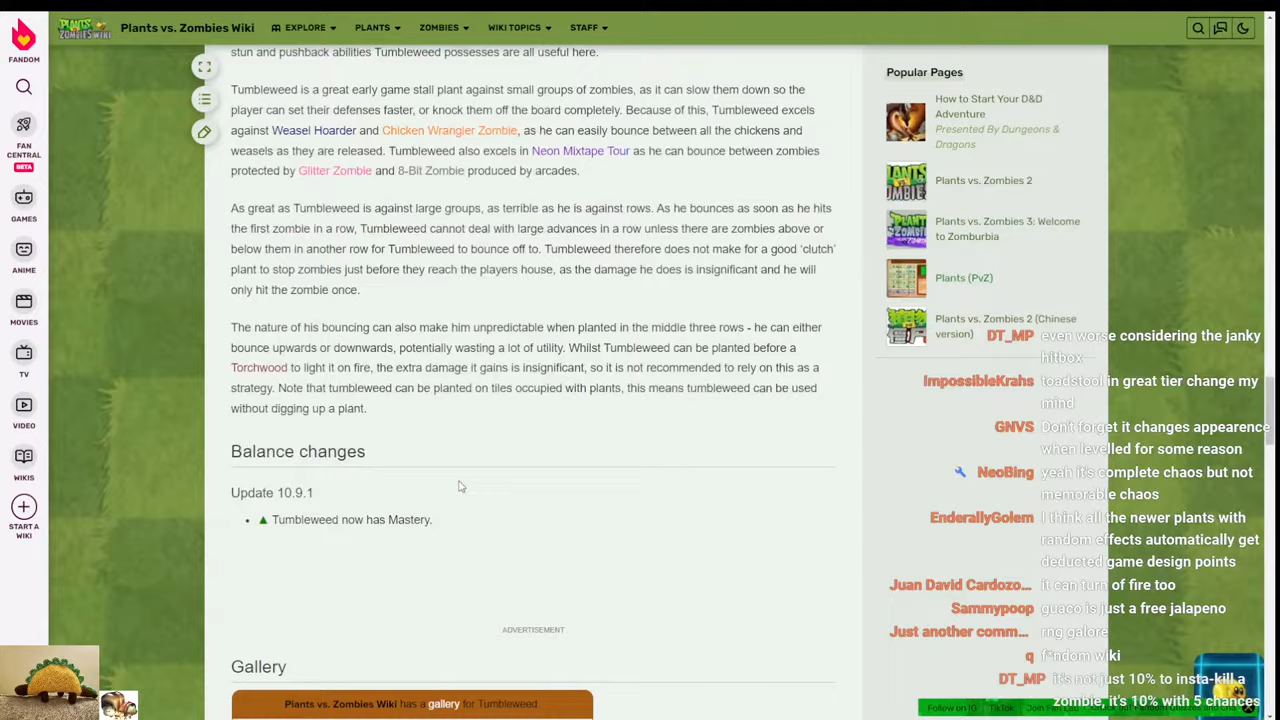 Plants vs. Zombies Wiki
EXPLORE
PLANTS
ZOMBIES
WIKI TOPICS
STAFF
FANDOM
FAN CENTRAL
BETA
GAMES
ANIME
MOVIES
TV
VIDEO
WIKIS
START A WIKI
stun and pushback abilities Tumbleweed possesses are all useful here.
Tumbleweed is a great early game stall plant against small groups of zombies, as it can slow them down so the
player can set their defenses faster, or knock them off the board completely. Because of this, Tumbleweed excels
against Weasel Hoarder and Chicken Wrangler Zombie, as he can easily bounce between all the chickens and
weasels as they are released. Tumbleweed also excels in Neon Mixtape Tour as he can bounce between zombies
protected by Glitter Zombie and 8-Bit Zombie produced by arcades.
As great as Tumbleweed is against large groups, as terrible as he is against rows. As he bounces as soon as he hits
the first zombie in a row, Tumbleweed cannot deal with large advances in a row unless there are zombies above or
below them in another row for Tumbleweed to bounce off to. Tumbleweed therefore does not make for a good 'clutch'
plant to stop zombies just before they reach the players house, as the damage he does is insignificant and he will
only hit the zombie once.
The nature of his bouncing can also make him unpredictable when planted in the middle three rows - he can either
bounce upwards or downwards, potentially wasting a lot of utility. Whilst Tumbleweed can be planted before a
Torchwood to light it on fire, the extra damage it gains is insignificant, so it is not recommended to rely on this as a
strategy. Note that tumbleweed can be planted on tiles occupied with plants, this means tumbleweed can be used
without digging up a plant.
Balance changes
Update 10.9.1
Tumbleweed now has Mastery.
ADVERTISEMENT
Gallery
Plants vs. Zombies Wiki has a gallery for Tumbleweed
Popular Pages
How to Start Your D&D
Adventure
Presented By Dungeons &
Dragons
Plants vs. Zombies 2
Plants vs. Zombies 3: Welcome
to Zomburbia
Plants (PvZ)
Plants vs. Zombies 2 (Chinese
version)
DT_MP even worse considering the janky
hitbox
ImpossibleKrahs toadstool in great tier change my
mind
GNVS Don't forget it changes appearence
when levelled for some reason
NeoBing yeah it's complete chaos but not
memorable chaos
EnderallyGolem I think all the newer plants with
random effects automatically get
deducted game design points
Juan David Cardozo... it can turn of fire too
Sammypoop guaco is just a free jalapeno
Just another comm... rng galore
q f*ndom wiki
DT_MP it's not just 10% to insta-kill a
zombie, it's 10% with 5 chances
Follow on IG
TikTok
Join Fan Lab